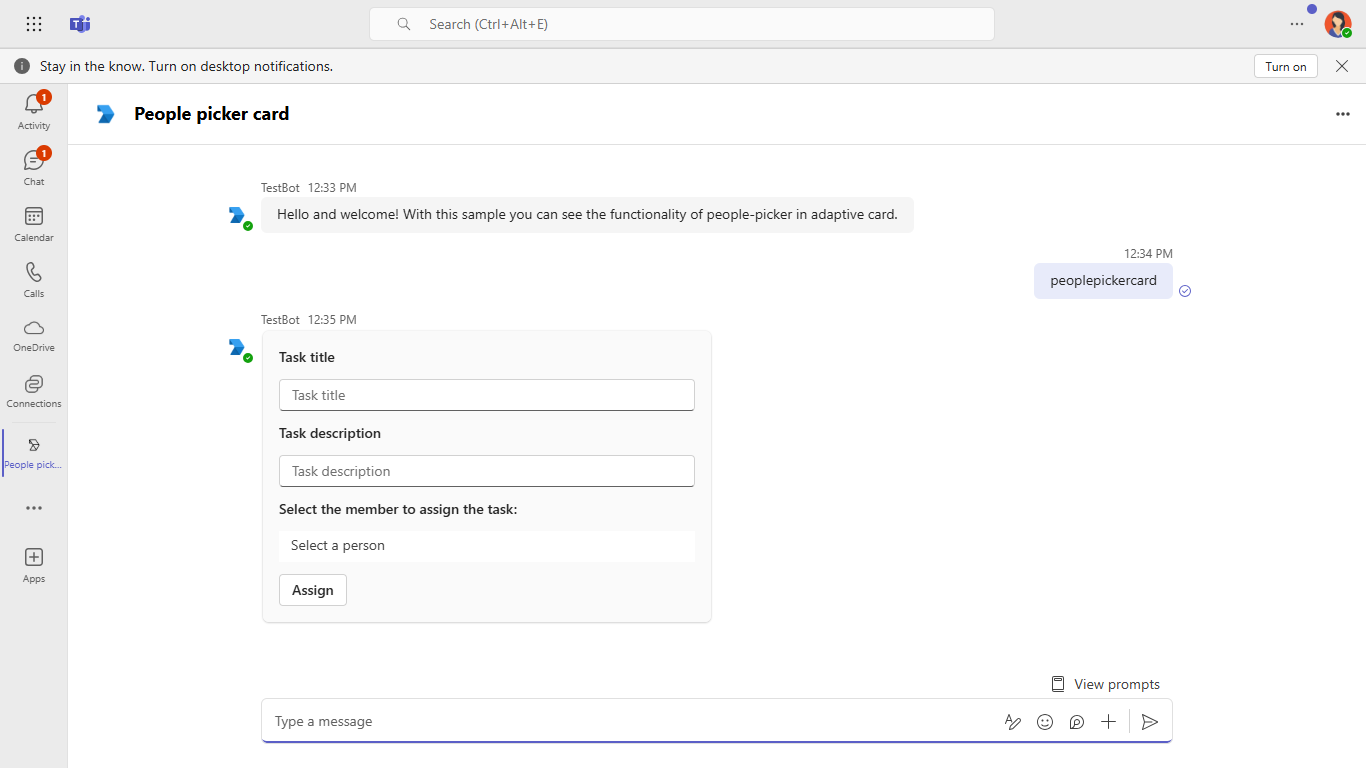 Search (Ctrl+Alt+E)
Stay in the know. Turn on desktop notifications.
Turn on
1
Activity
1
Chat
Calendar
Calls
OneDrive
Connections
People pick...
Apps
People picker card
TestBot 12:33 PM
Hello and welcome! With this sample you can see the functionality of people-picker in adaptive card.
12:34 PM
peoplepickercard
TestBot 12:35 PM
Task title
Task title
Task description
Task description
Select the member to assign the task:
Select a person
Assign
View prompts
Type a message